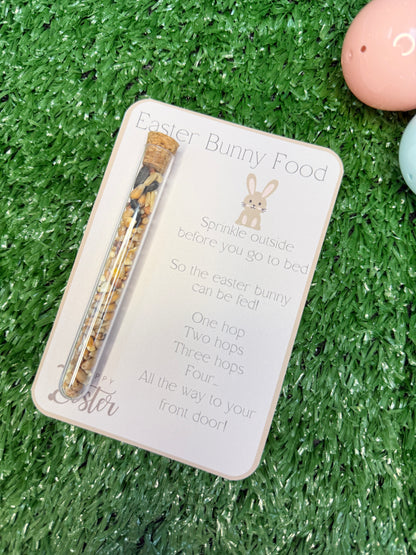 Easter Bunny Food
Sprinkle outside
before you go to bed
So the easter bunny
can be fed!
One hop
Two hops
Three hops
Four...
All the way to your
front door!